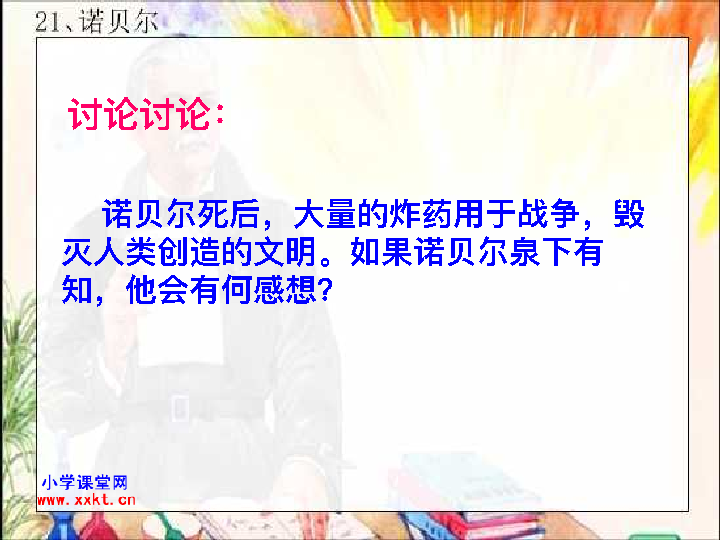 21、诺贝尔
讨论讨论：
诺贝尔死后，大量的炸药用于战争，毁
灭人类创造的文明。如果诺贝尔泉下有
知，他会有何感想？
小学课堂网
www.xxkt.cn